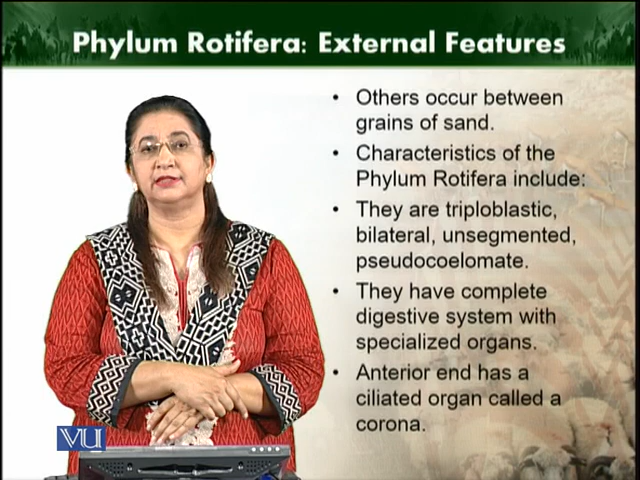 Phylum Rotifera: External Features
• Others occur between
grains of sand.
• Characteristics of the
Phylum Rotifera include:
• They are triploblastic,
bilateral, unsegmented,
pseudocoelomate.
• They have complete
digestive system with
specialized organs.
• Anterior end has a
ciliated organ called a
corona.
VU